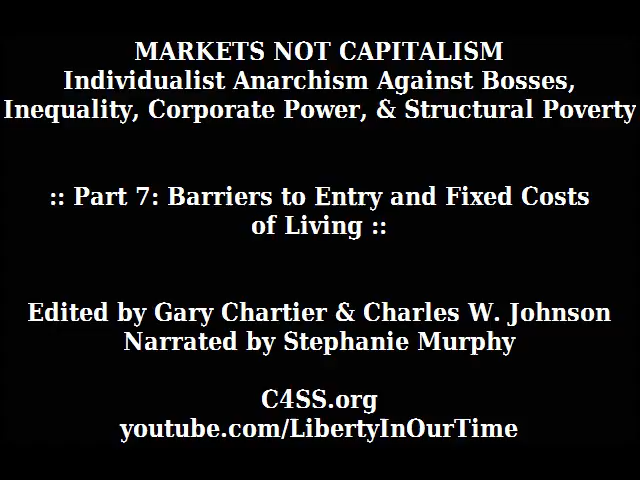 MARKETS NOT CAPITALISM
Individualist Anarchism Against Bosses,
Inequality, Corporate Power, & Structural Poverty
:: Part 7: Barriers to Entry and Fixed Costs
of Living ::
Edited by Gary Chartier & Charles W. Johnson
Narrated by Stephanie Murphy
C4SS.org
youtube.com/LibertyInOurTime